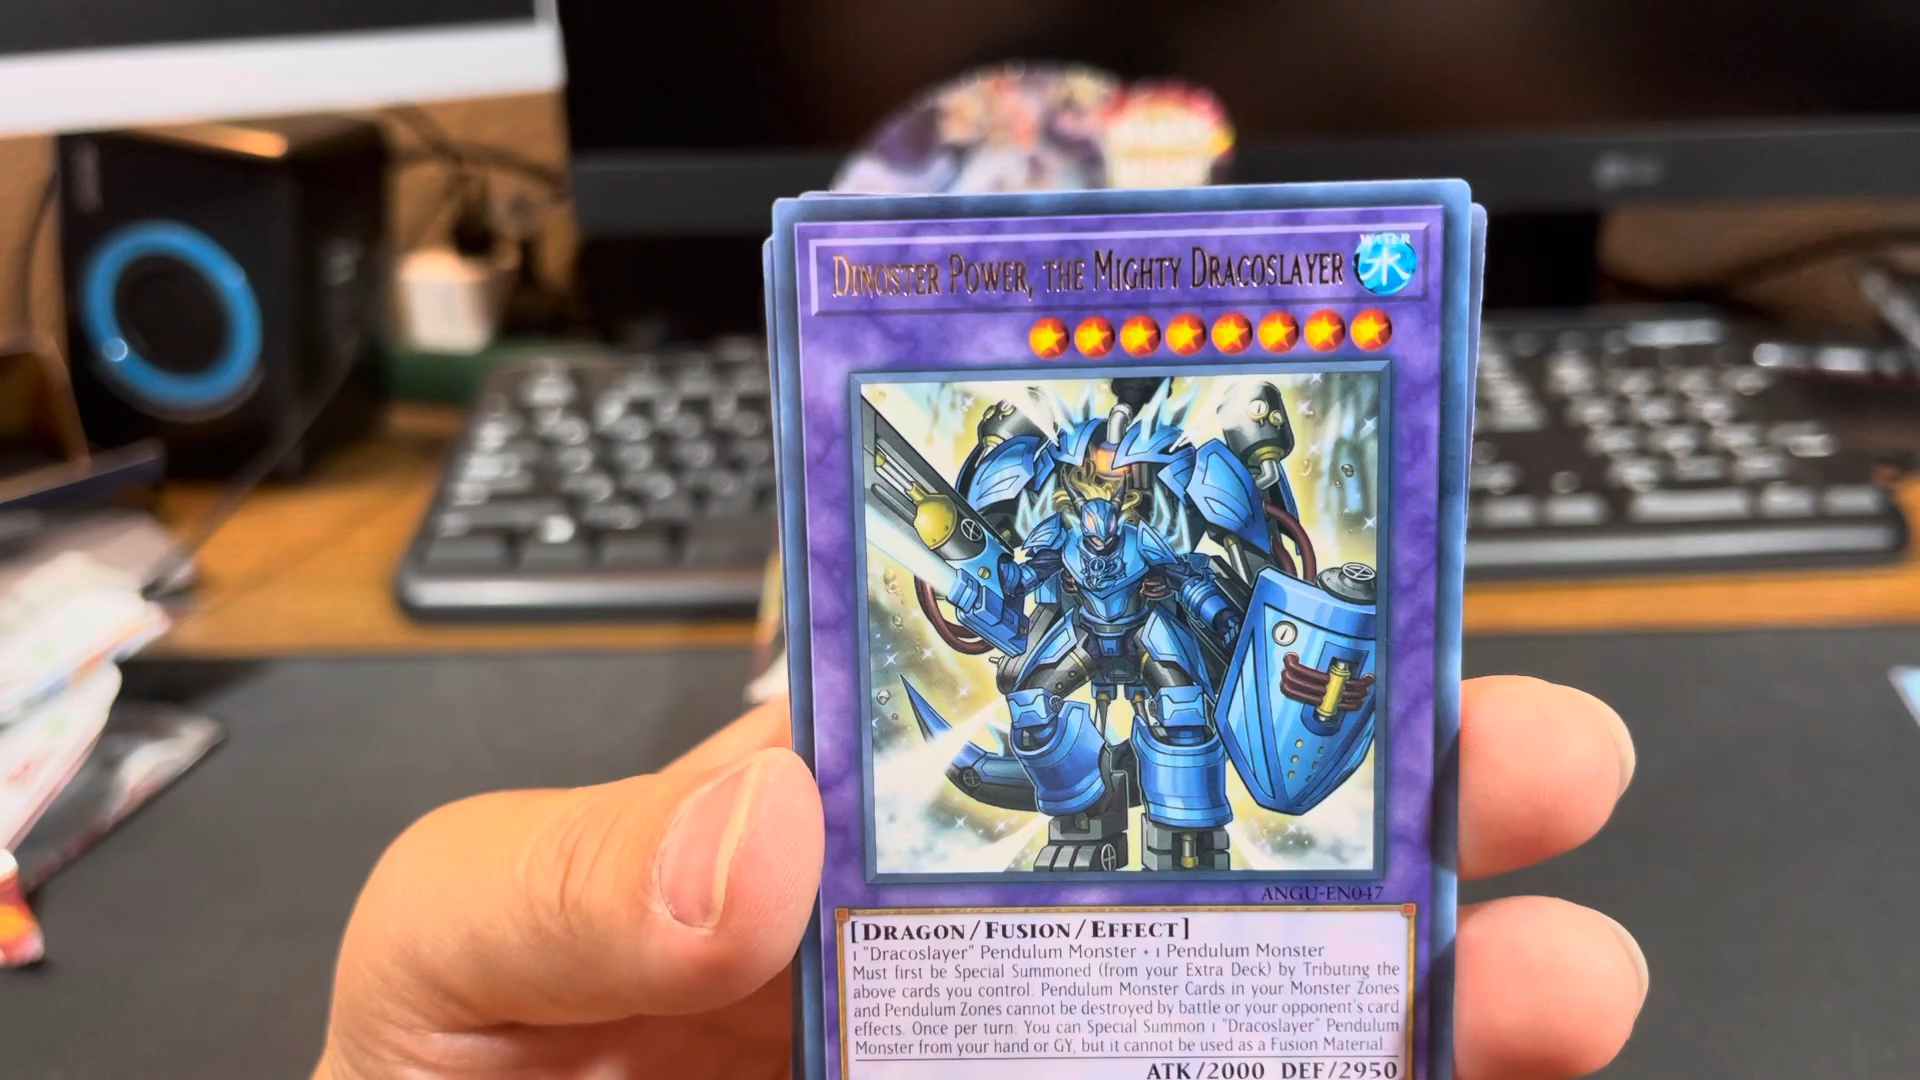 DINOSTER POWER, THE MIGHTY DRACOSLAYER
WATER
水
ANGU-EN047
[DRAGON/FUSION/EFFECT]
1 "Dracoslayer" Pendulum Monster + 1 Pendulum Monster
Must first be Special Summoned (from your Extra Deck) by Tributing the
above cards you control. Pendulum Monster Cards in your Monster Zones
and Pendulum Zones cannot be destroyed by battle or your opponent's card
effects. Once per turn: You can Special Summon 1 "Dracoslayer" Pendulum
Monster from your hand or GY, but it cannot be used as a Fusion Material.
ATK/2000 DEF/2950